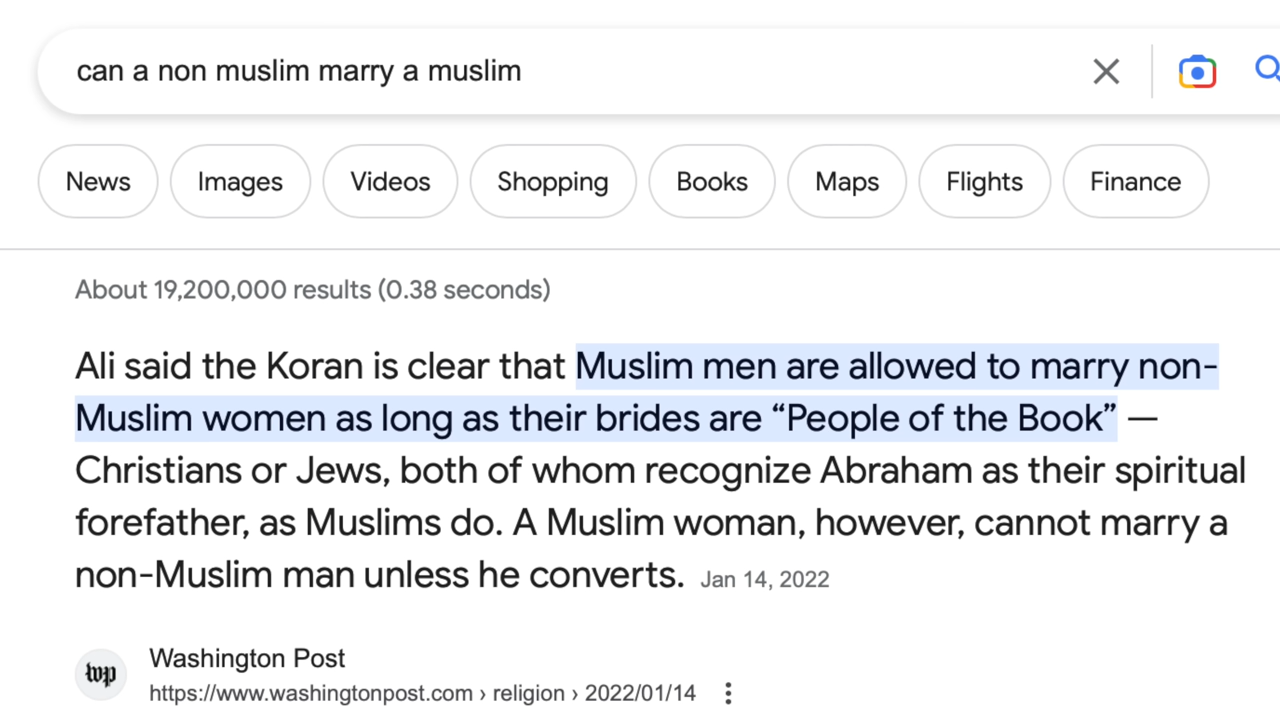 can a non muslim marry a muslim
News Images Videos Shopping Books Maps Flights Finance
About 19,200,000 results (0.38 seconds)
Ali said the Koran is clear that Muslim men are allowed to marry non-
Muslim women as long as their brides are “People of the Book” —
Christians or Jews, both of whom recognize Abraham as their spiritual
forefather, as Muslims do. A Muslim woman, however, cannot marry a
non-Muslim man unless he converts. Jan 14, 2022
wp
Washington Post
https://www.washingtonpost.com › religion › 2022/01/14